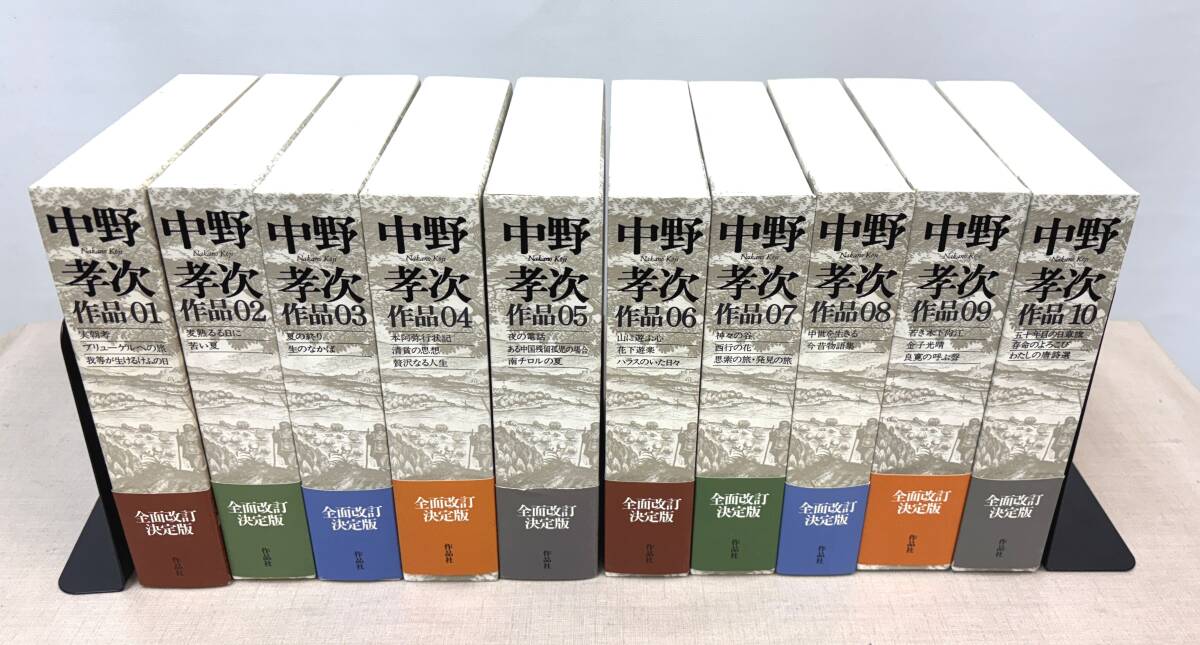 中野
Nakano Koji
孝次
作品01
実朝考
ブリューゲルへの旅
我等が生けるけふの日
全面改訂
決定版
作品社
中野
Nakano Koji
孝次
作品02
麦熟るる日に
苦い夏
全面改訂
決定版
作品社
中野
Nakano Koji
孝次
作品03
夏の終り
生のなかば
全面改訂
決定版
作品社
中野
Nakano Koji
孝次
作品04
本阿弥行状記
清貧の思想
贅沢なる人生
全面改訂
決定版
作品社
中野
Nakano Koji
孝次
作品05
夜の電話
ある中国残留孤児の場合
南チロルの夏
全面改訂
決定版
作品社
中野
Nakano Koji
孝次
作品06
山に遊ぶ心
花下遊楽
ハラスのいた日々
全面改訂
決定版
作品社
中野
Nakano Koji
孝次
作品07
神々の谷
西行の花
思索の旅・発見の旅
全面改訂
決定版
作品社
中野
Nakano Koji
孝次
作品08
中世を生きる
今昔物語集
全面改訂
決定版
作品社
中野
Nakano Koji
孝次
作品09
若き木下尚江
金子光晴
良寛の呼ぶ聲
全面改訂
決定版
作品社
中野
Nakano Koji
孝次
作品10
五十年目の日章旗
存命のよろこび
わたしの唐詩選
全面改訂
決定版
作品社